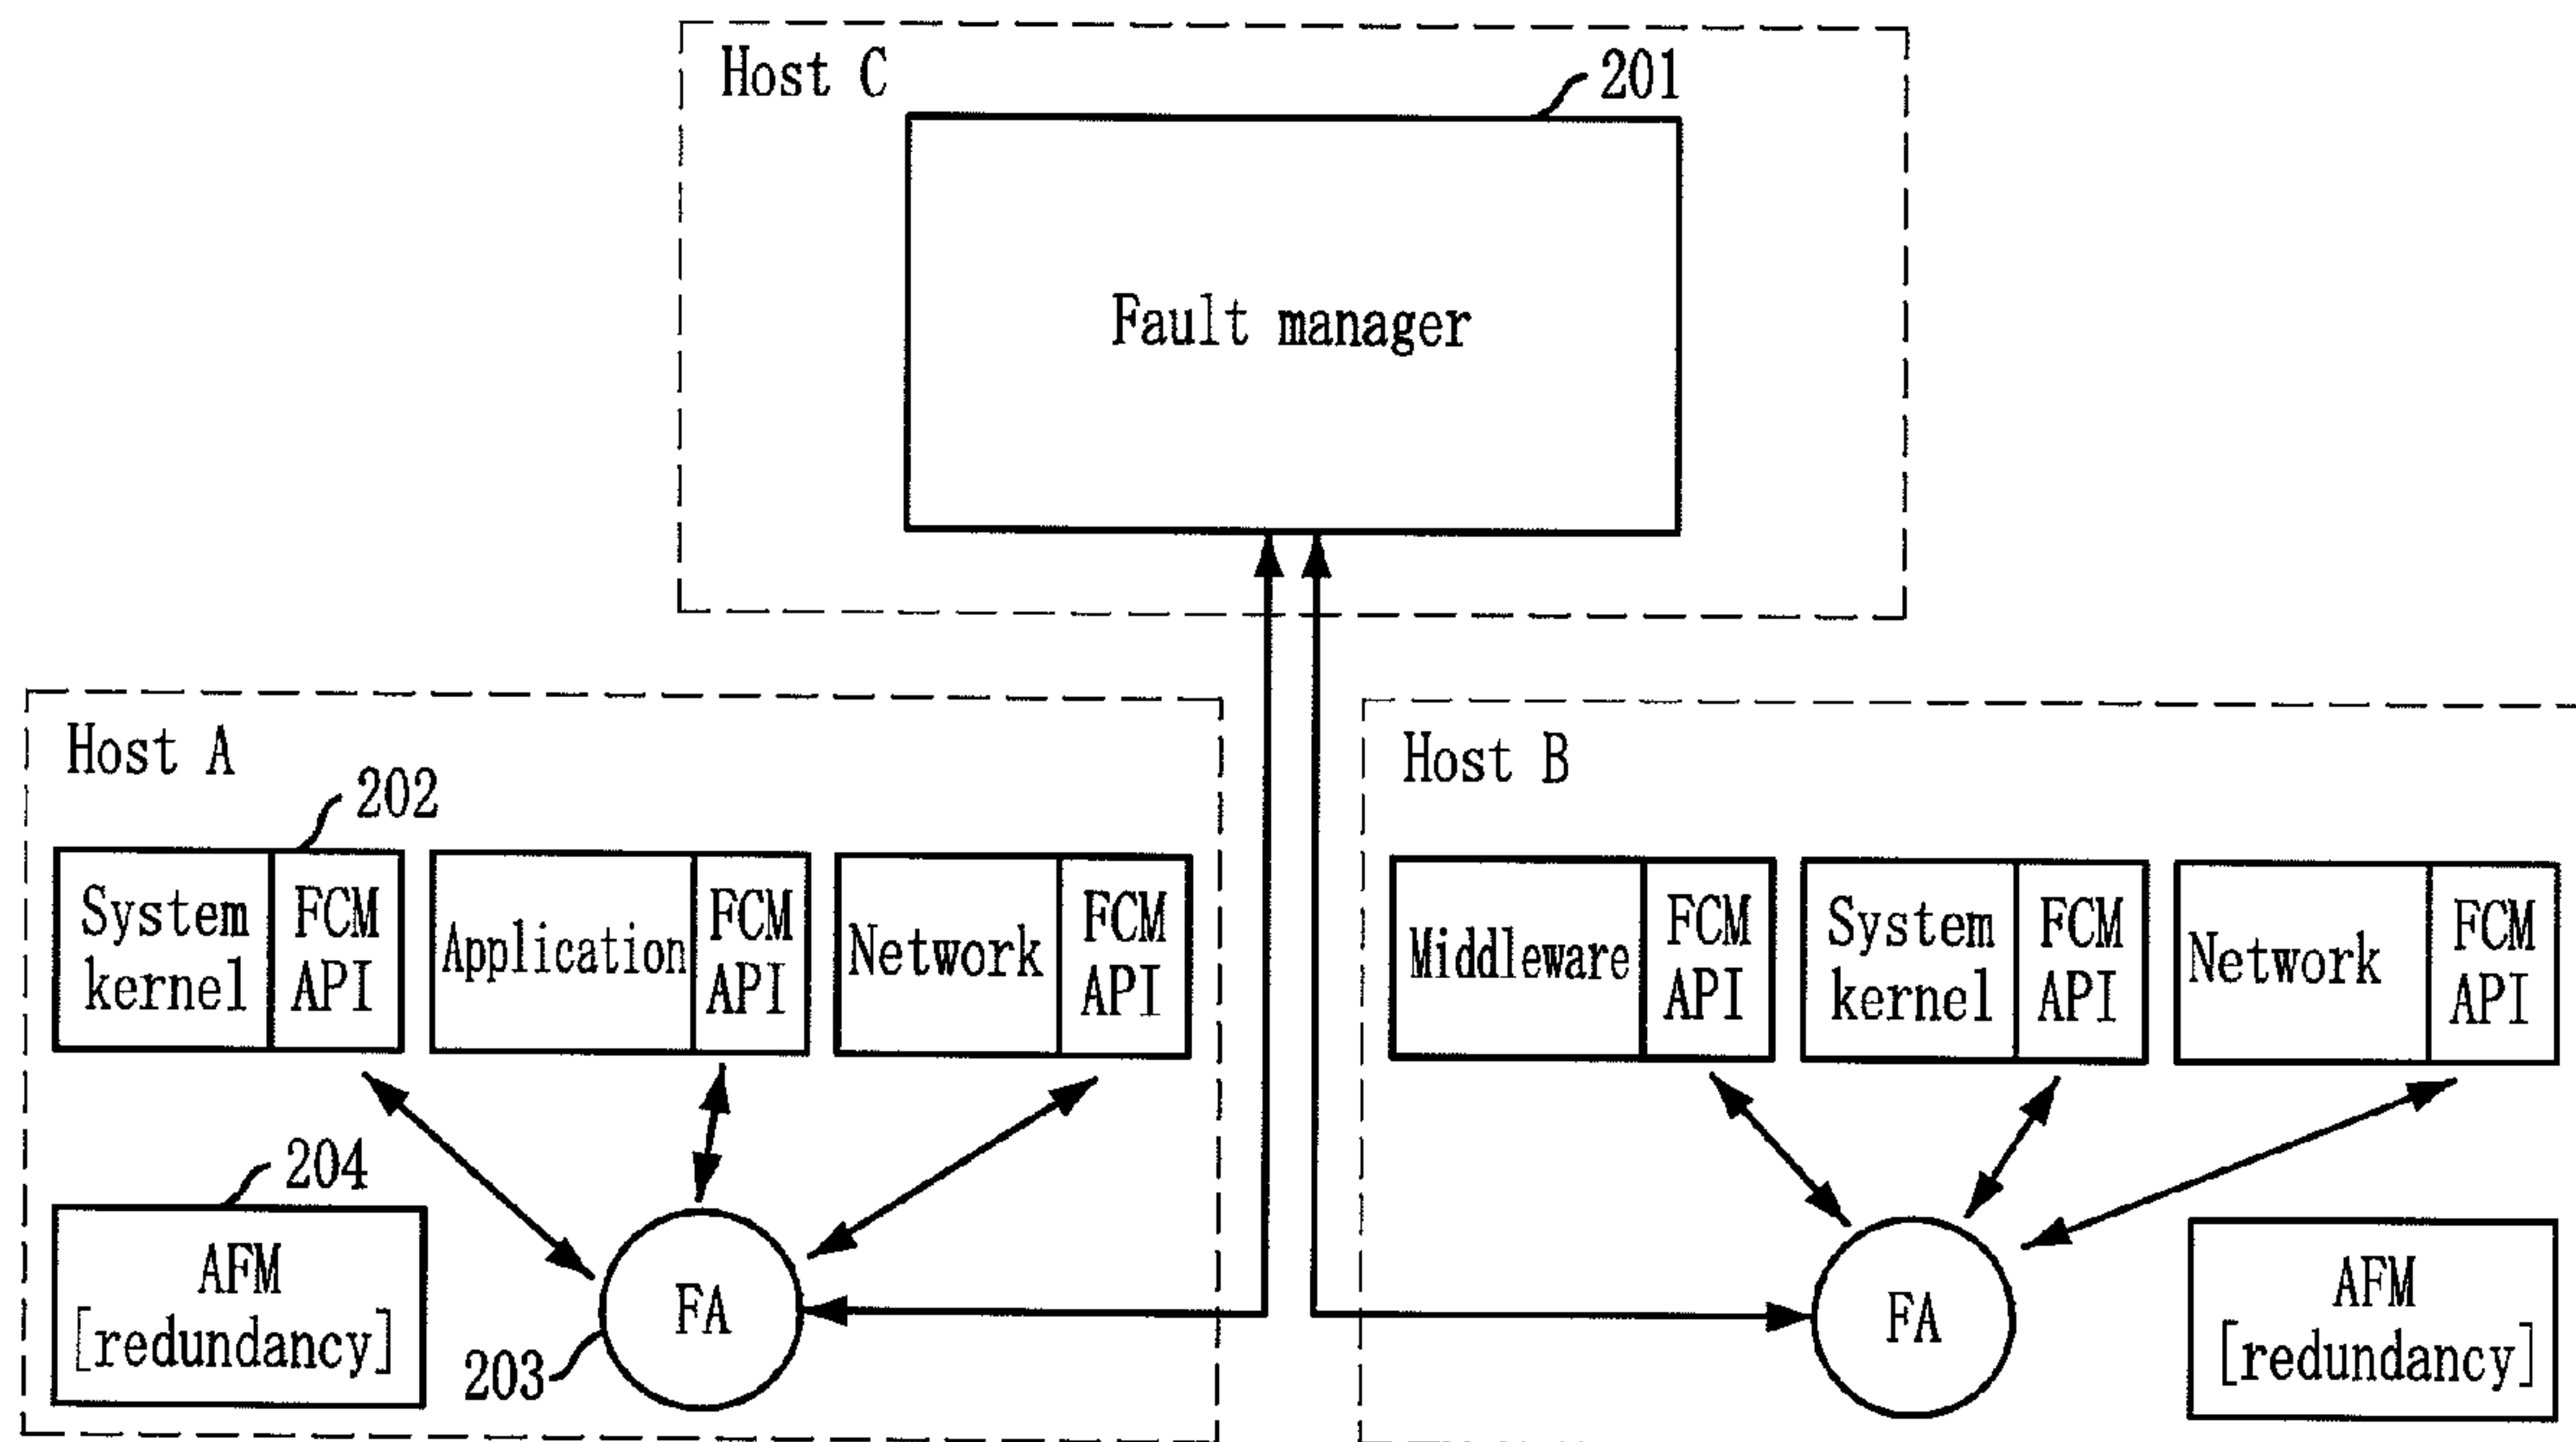 Host C
201
Fault manager
Host A
202
System
kernel
FCM
API
Application
FCM
API
Network
FCM
API
204
AFM
[redundancy]
FA
203
Host B
Middleware
FCM
API
System
kernel
FCM
API
Network
FCM
API
FA
AFM
[redundancy]